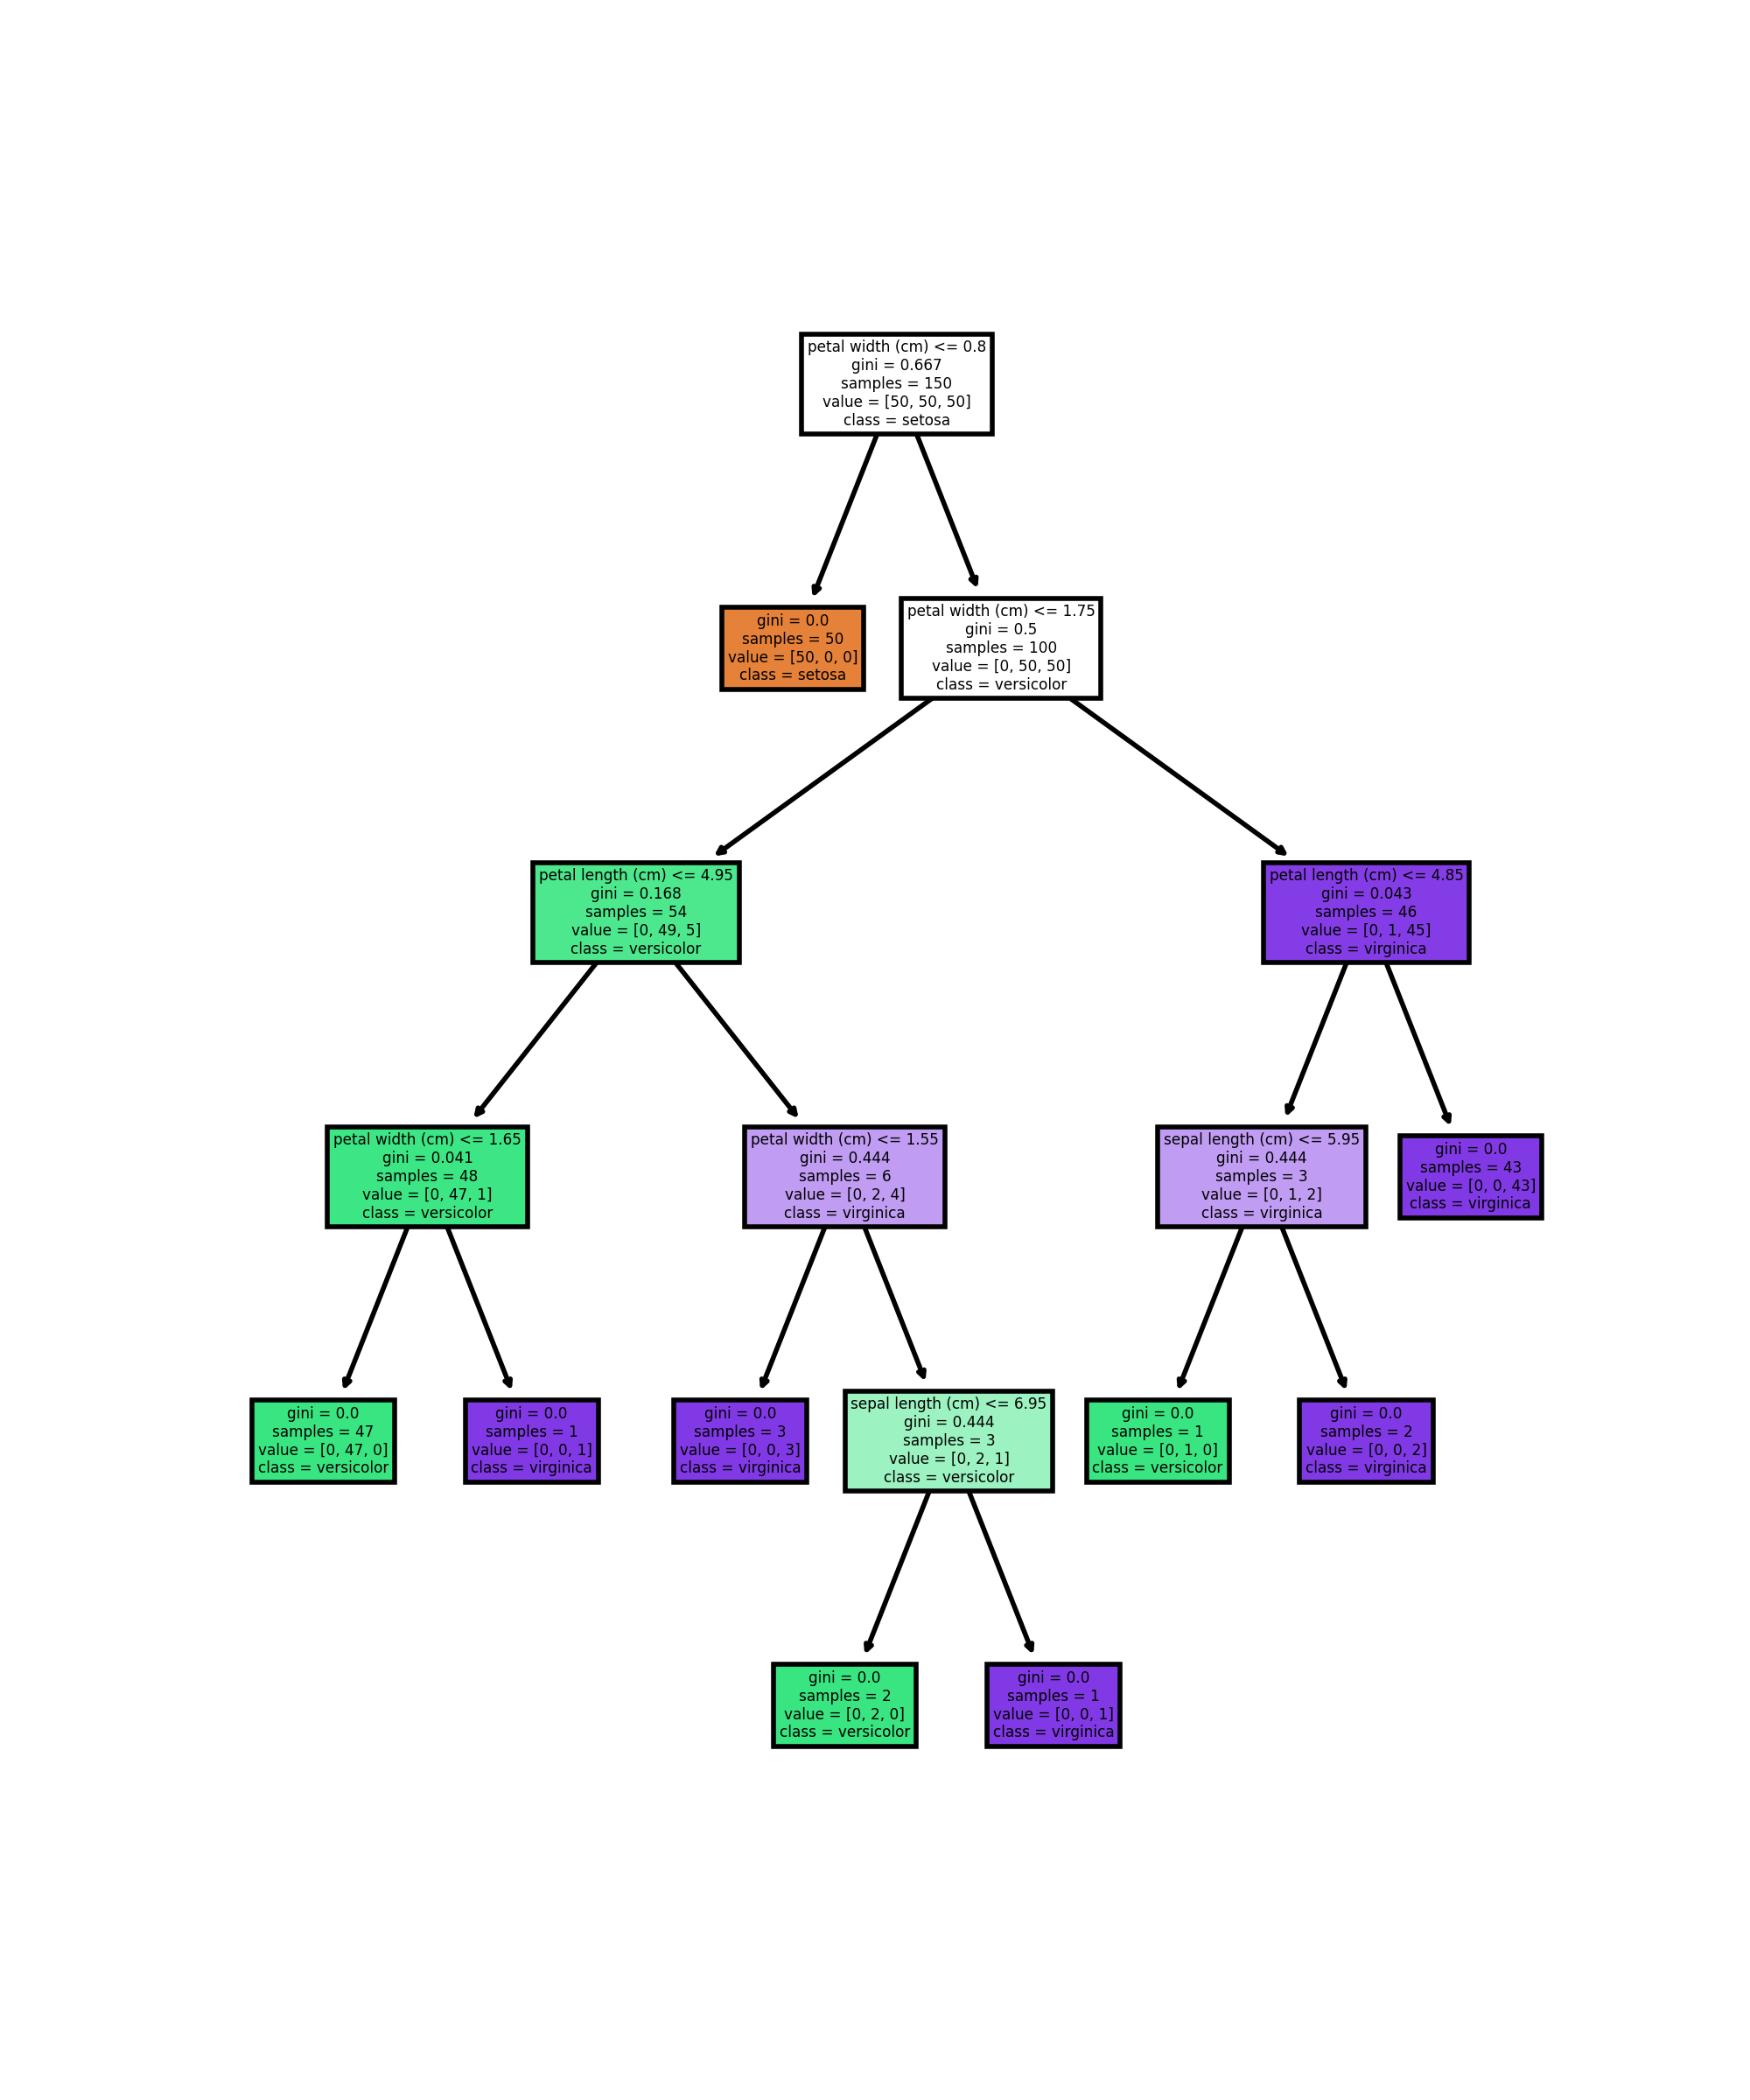 petal width (cm) <= 0.8
gini = 0.667
samples = 150
value = [50, 50, 50]
class = setosa
gini = 0.0
samples = 50
value = [50, 0, 0]
class = setosa
petal width (cm) <= 1.75
gini = 0.5
samples = 100
value = [0, 50, 50]
class = versicolor
petal length (cm) <= 4.95
gini = 0.168
samples = 54
value = [0, 49, 5]
class = versicolor
petal length (cm) <= 4.85
gini = 0.043
samples = 46
value = [0, 1, 45]
class = virginica
petal width (cm) <= 1.65
gini = 0.041
samples = 48
value = [0, 47, 1]
class = versicolor
petal width (cm) <= 1.55
gini = 0.444
samples = 6
value = [0, 2, 4]
class = virginica
sepal length (cm) <= 5.95
gini = 0.444
samples = 3
value = [0, 1, 2]
class = virginica
gini = 0.0
samples = 43
value = [0, 0, 43]
class = virginica
gini = 0.0
samples = 47
value = [0, 47, 0]
class = versicolor
gini = 0.0
samples = 1
value = [0, 0, 1]
class = virginica
gini = 0.0
samples = 3
value = [0, 0, 3]
class = virginica
sepal length (cm) <= 6.95
gini = 0.444
samples = 3
value = [0, 2, 1]
class = versicolor
gini = 0.0
samples = 1
value = [0, 1, 0]
class = versicolor
gini = 0.0
samples = 2
value = [0, 0, 2]
class = virginica
gini = 0.0
samples = 2
value = [0, 2, 0]
class = versicolor
gini = 0.0
samples = 1
value = [0, 0, 1]
class = virginica